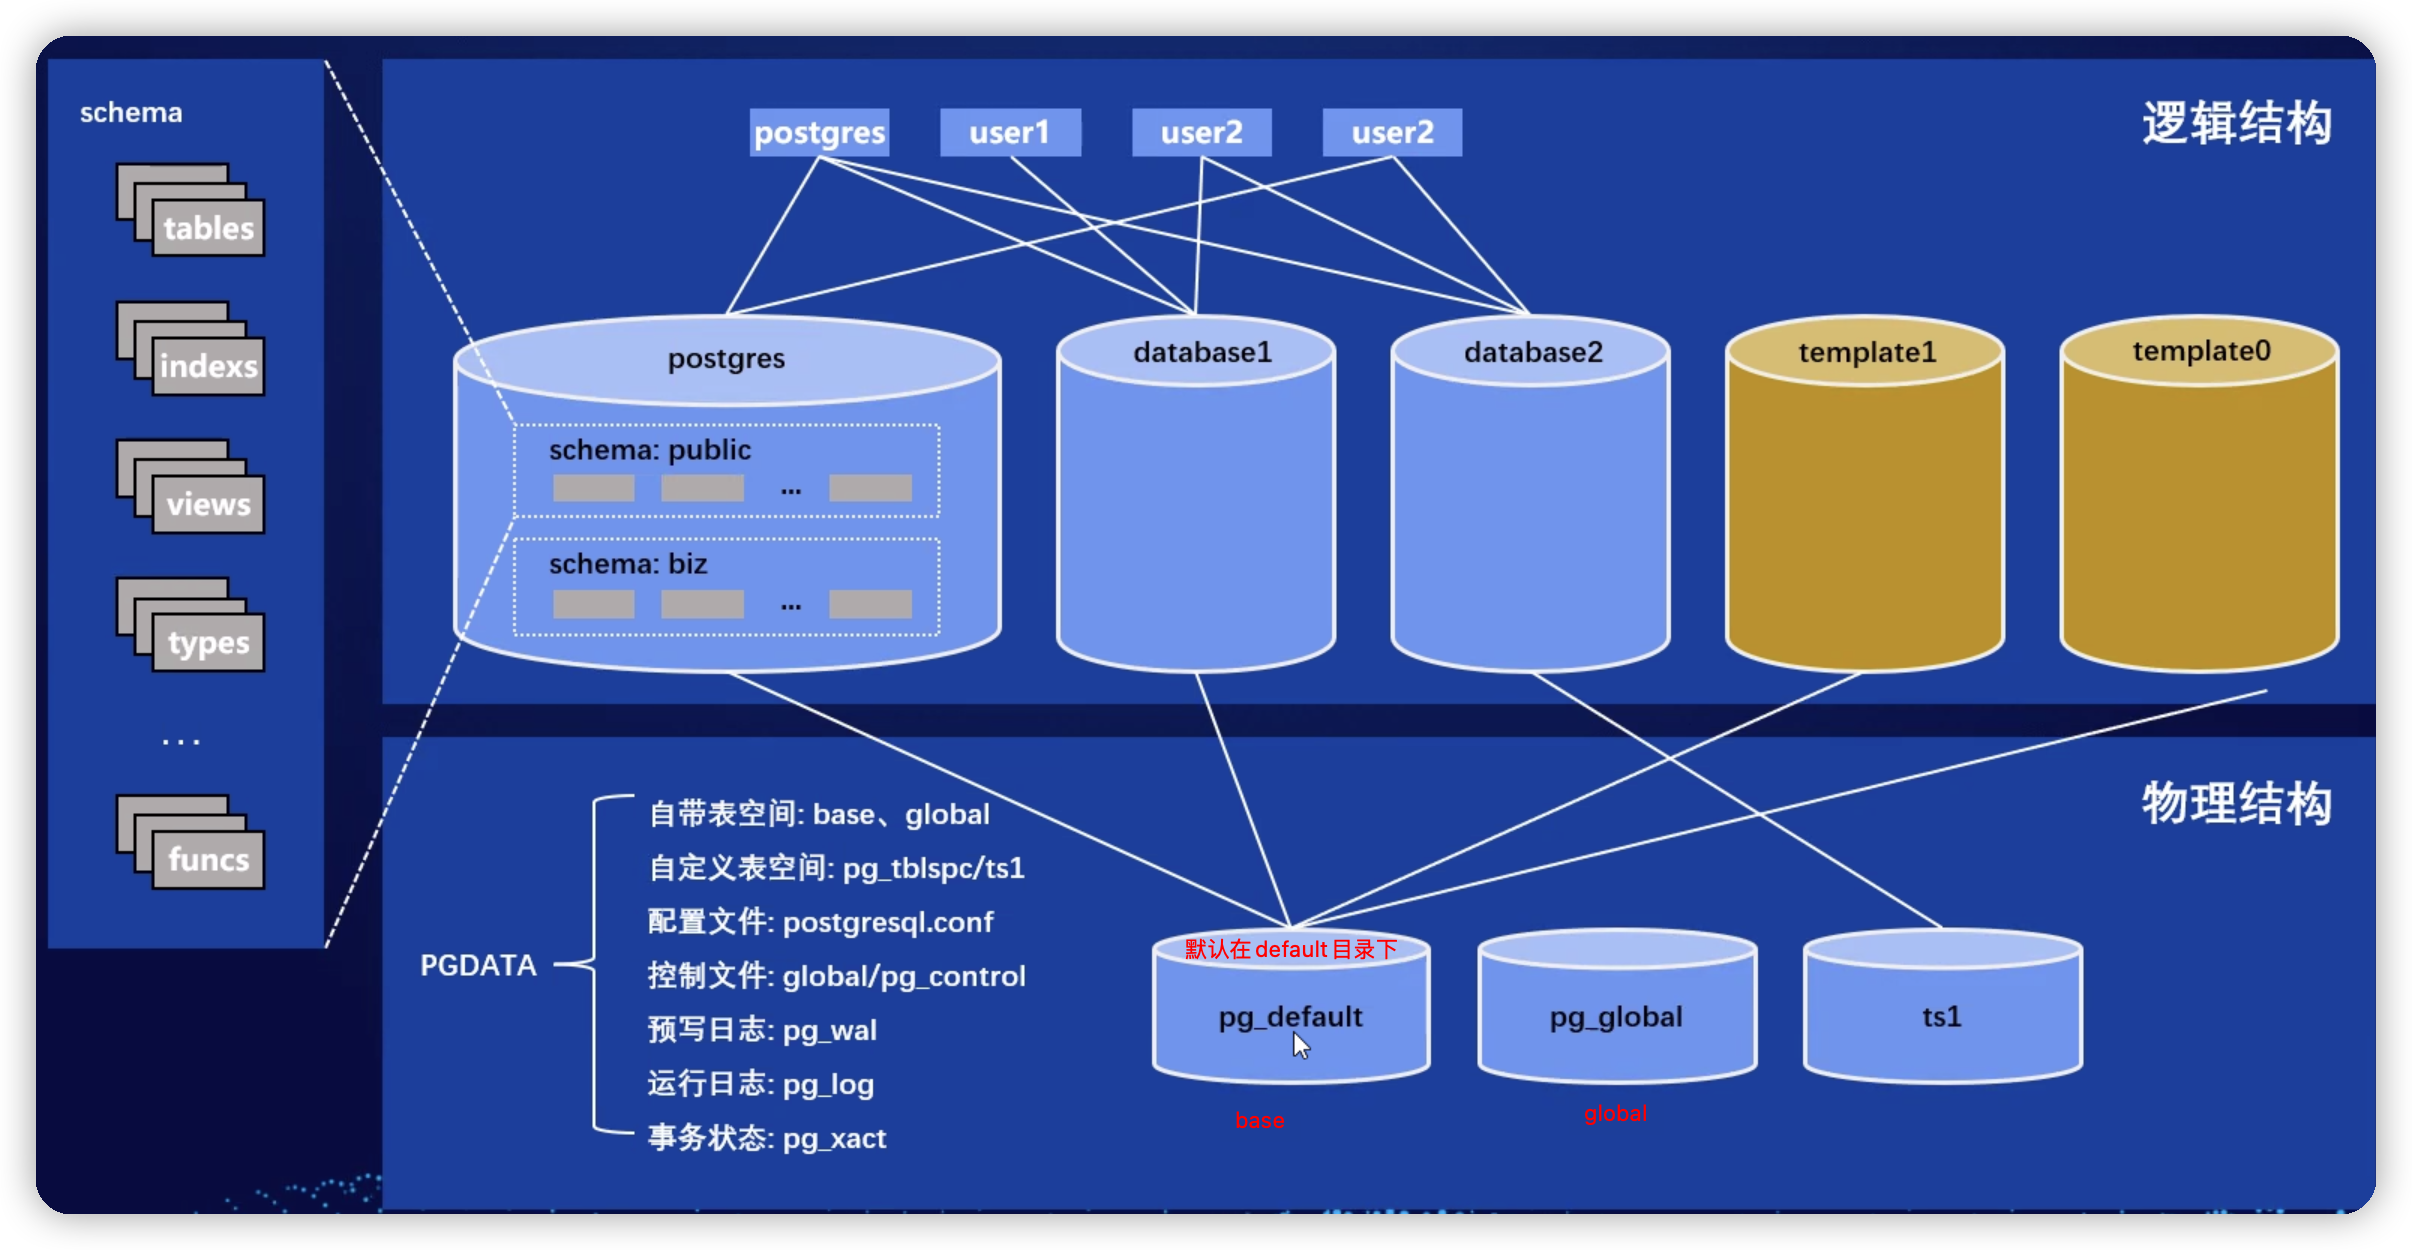 schema
tables
indexs
views
types
...
funcs
逻辑结构
postgres
user1
user2
user2
postgres
database1
database2
template1
template0
schema: public
...
schema: biz
...
物理结构
PGDATA
自带表空间: base、global
自定义表空间: pg_tblspc/ts1
配置文件: postgresql.conf
控制文件: global/pg_control
预写日志: pg_wal
运行日志: pg_log
事务状态: pg_xact
默认在 default 目录下
pg_default
pg_global
ts1
base
global